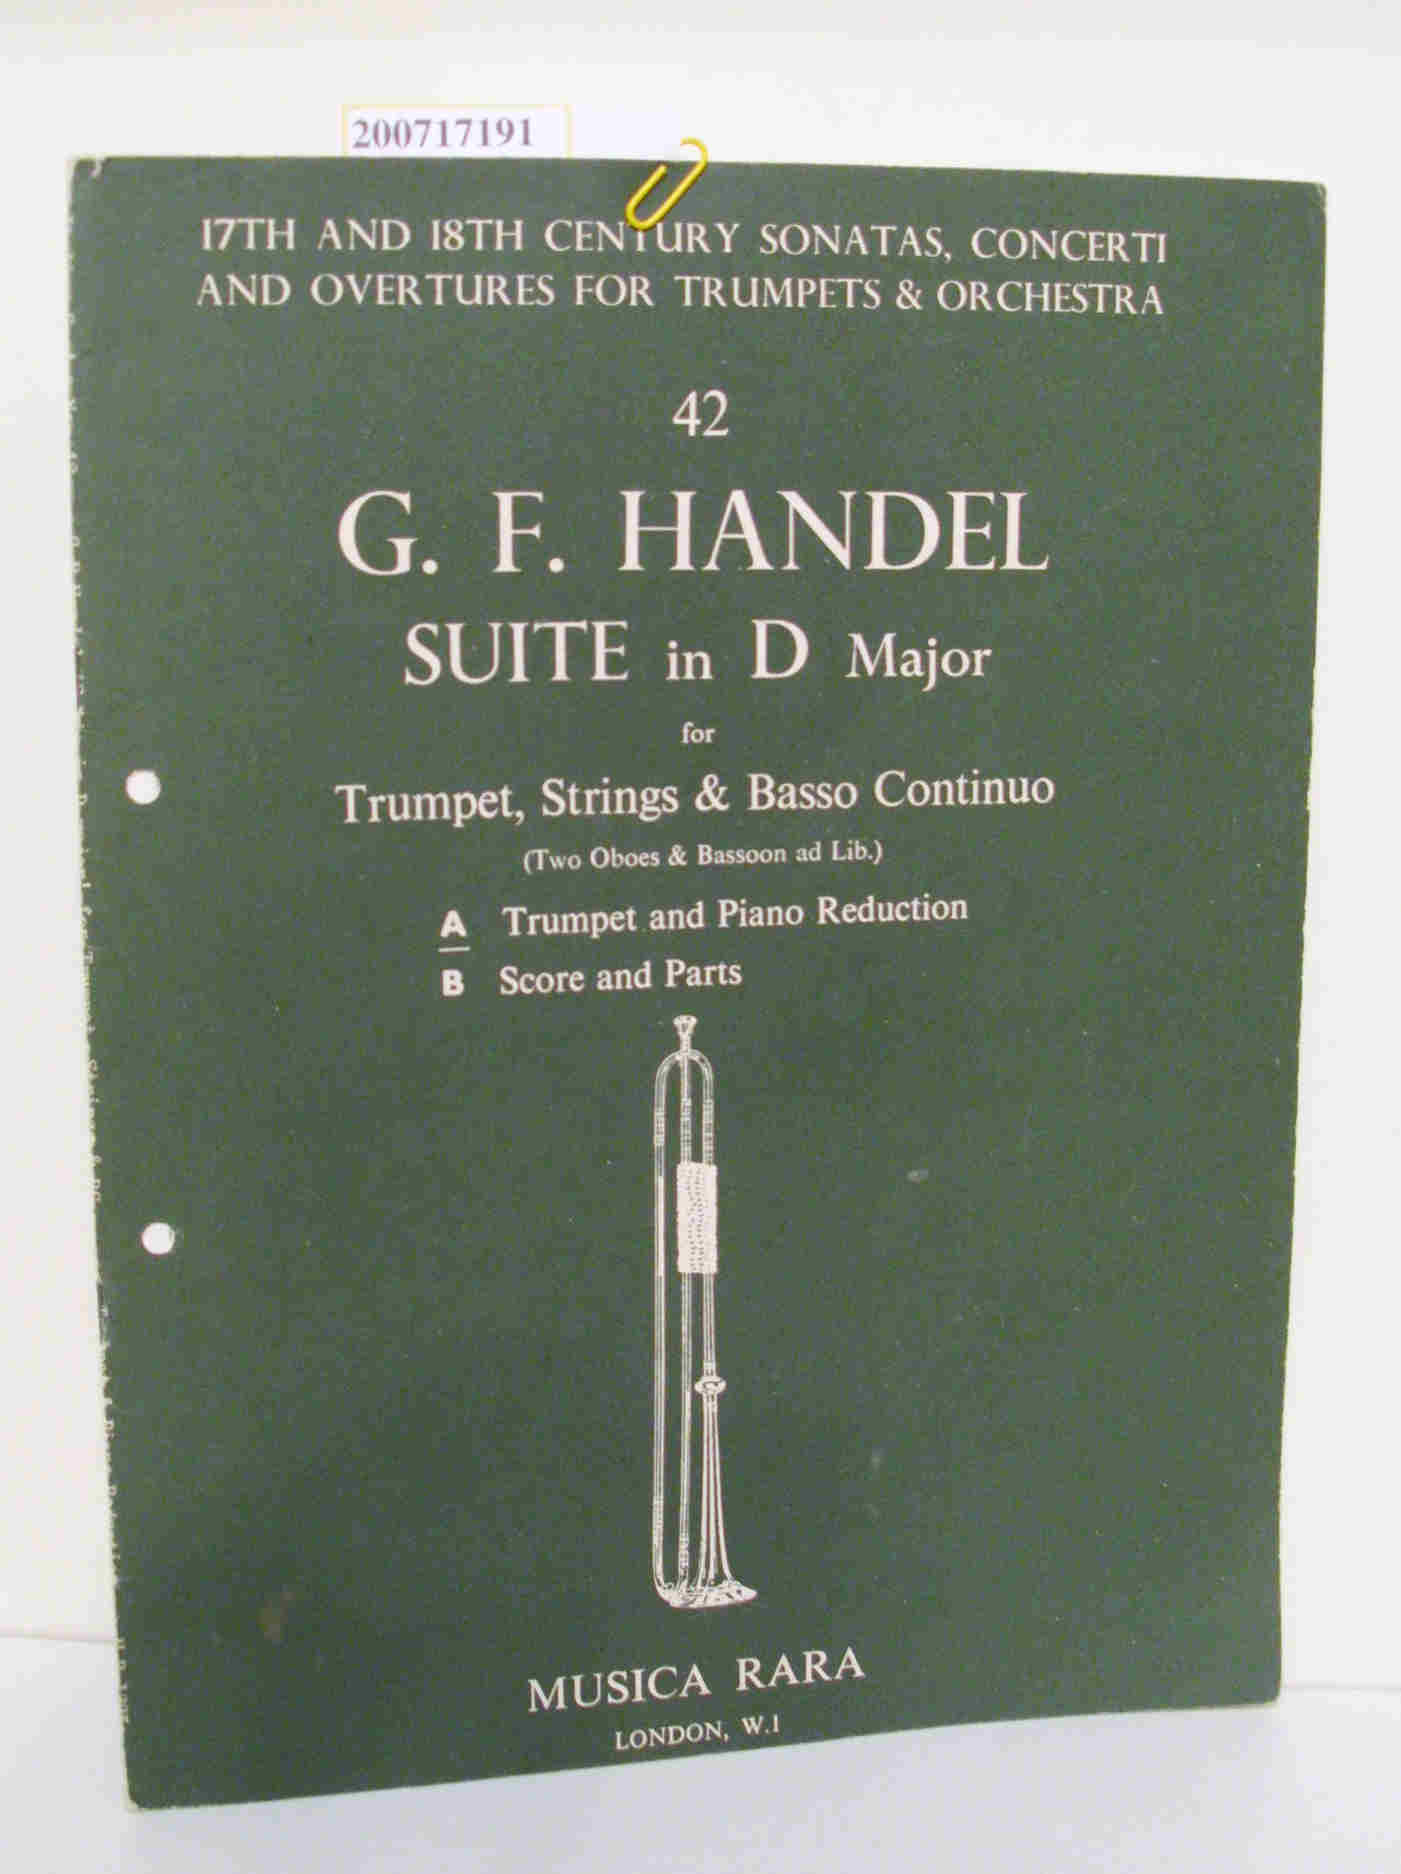 200717191
17TH AND 18TH CENTURY SONATAS, CONCERTI
AND OVERTURES FOR TRUMPETS & ORCHESTRA
42
G. F. HANDEL
SUITE in D Major
for
Trumpet, Strings & Basso Continuo
(Two Oboes & Bassoon ad Lib.)
A Trumpet and Piano Reduction
B Score and Parts
MUSICA RARA
LONDON, W.1